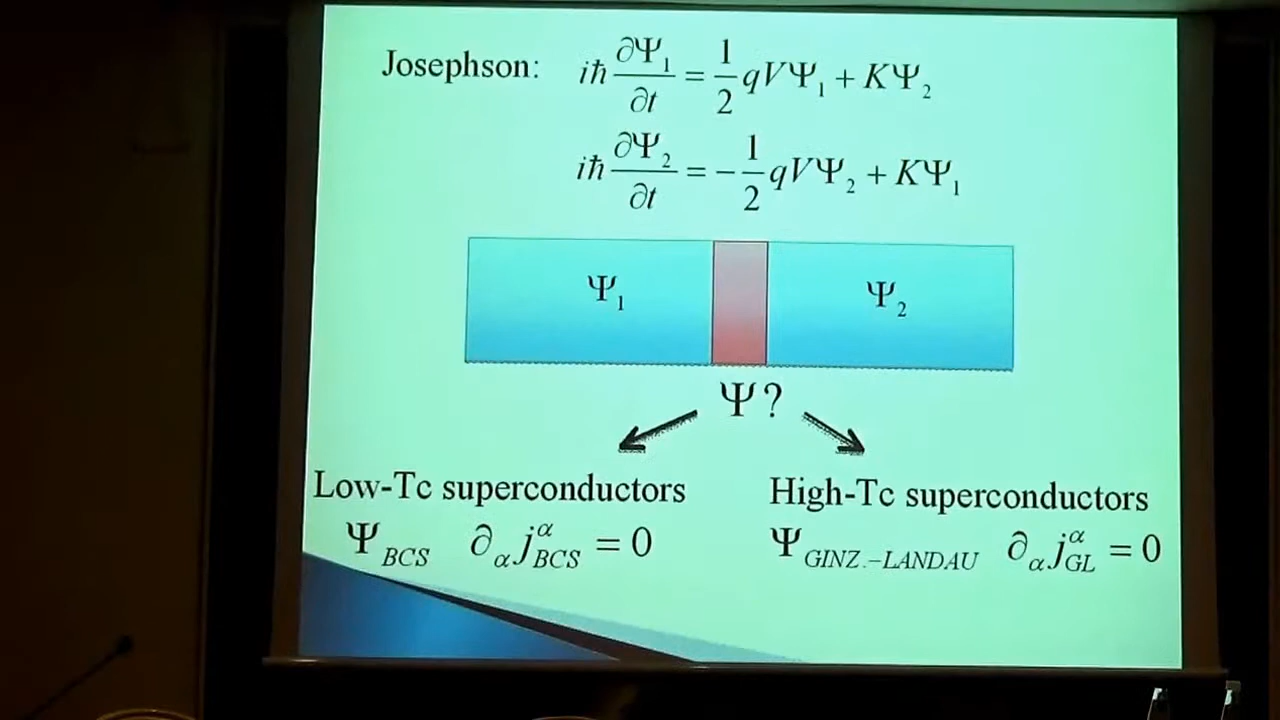 Josephson: iħ ∂Ψ₁/∂t = 1/2 qVΨ₁ + KΨ₂
iħ ∂Ψ₂/∂t = −1/2 qVΨ₂ + KΨ₁
Ψ₁ Ψ₂
Ψ?
Low-Tc superconductors High-Tc superconductors
Ψ_BCS ∂_α j^α_BCS = 0 Ψ_GINZ.–LANDAU ∂_α j^α_GL = 0